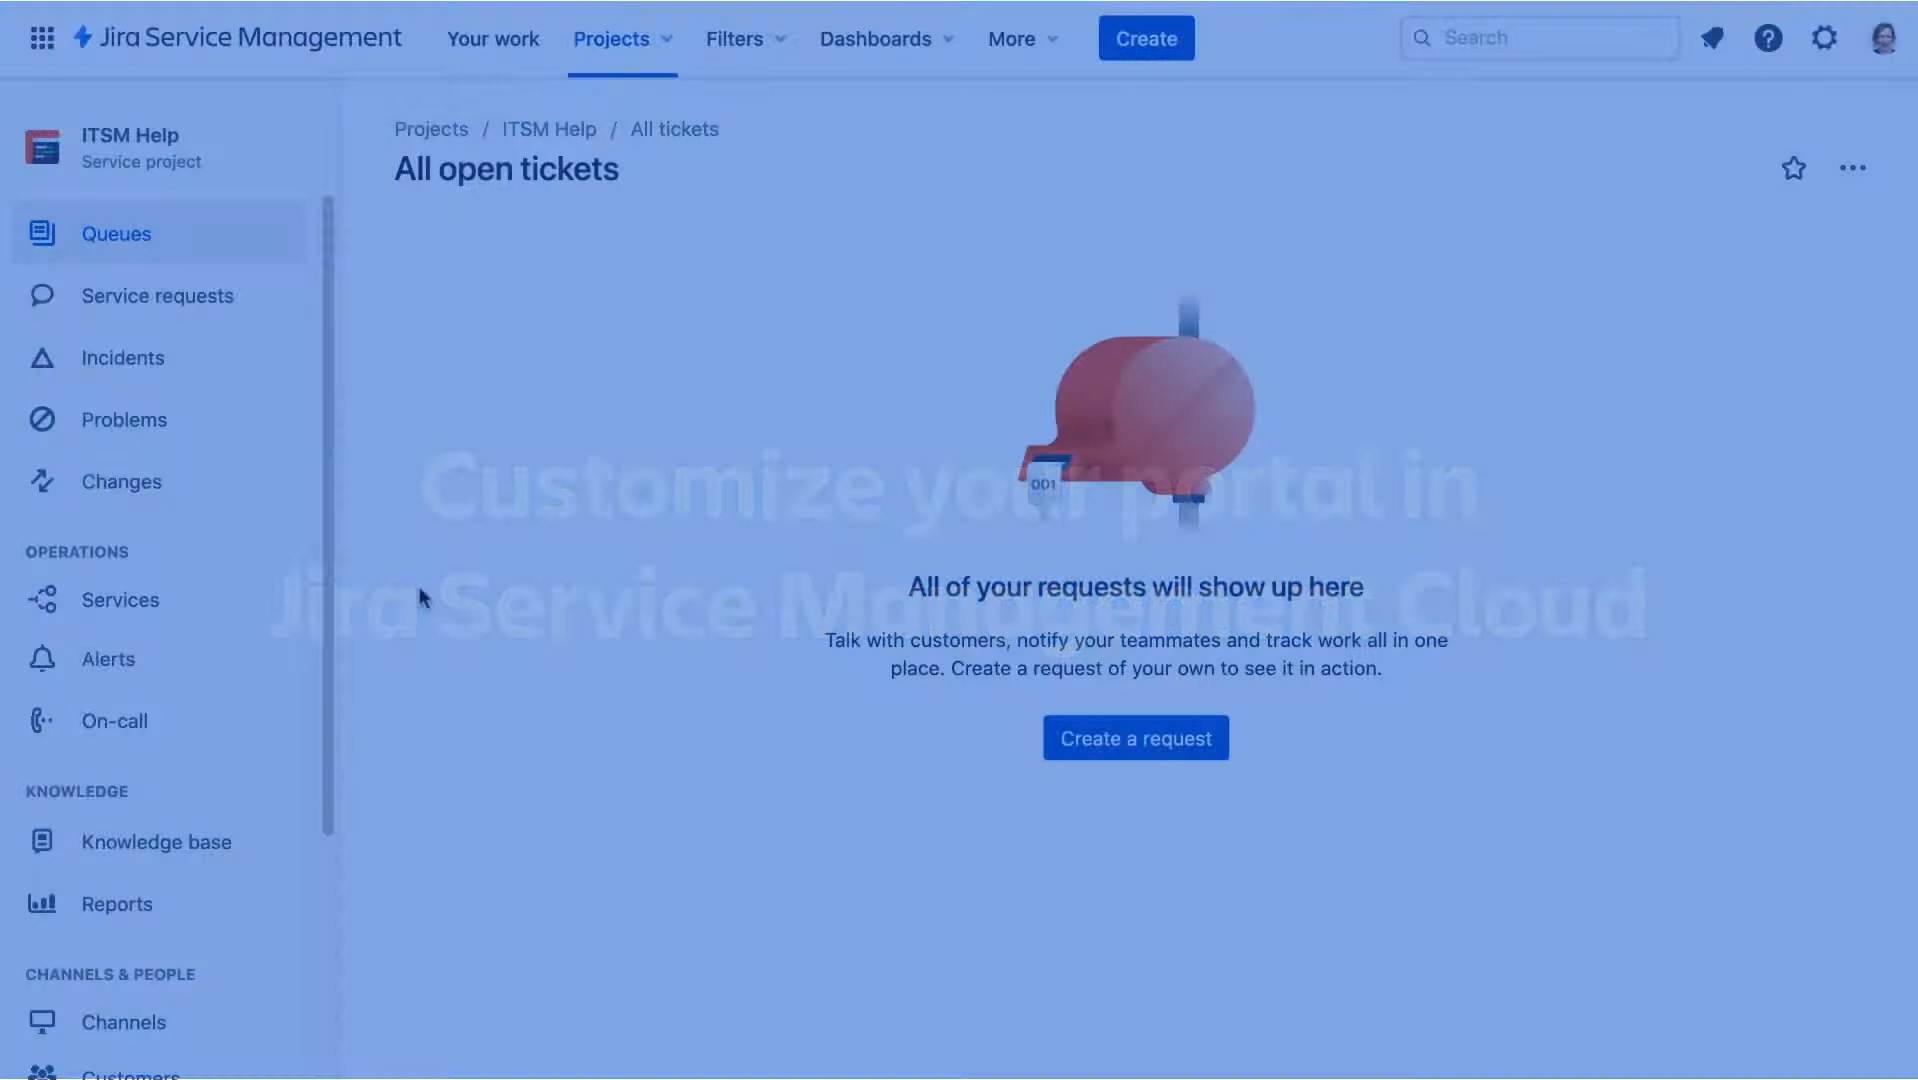 Jira Service Management
Your work
Projects
Filters
Dashboards
More
Create
Search
ITSM Help
Service project
Projects / ITSM Help / All tickets
All open tickets
Queues
Service requests
Incidents
Problems
Changes
OPERATIONS
Services
Alerts
On-call
KNOWLEDGE
Knowledge base
Reports
CHANNELS & PEOPLE
Channels
Customers
Customize your portal in
Jira Service Management Cloud
001
All of your requests will show up here
Talk with customers, notify your teammates and track work all in one
place. Create a request of your own to see it in action.
Create a request